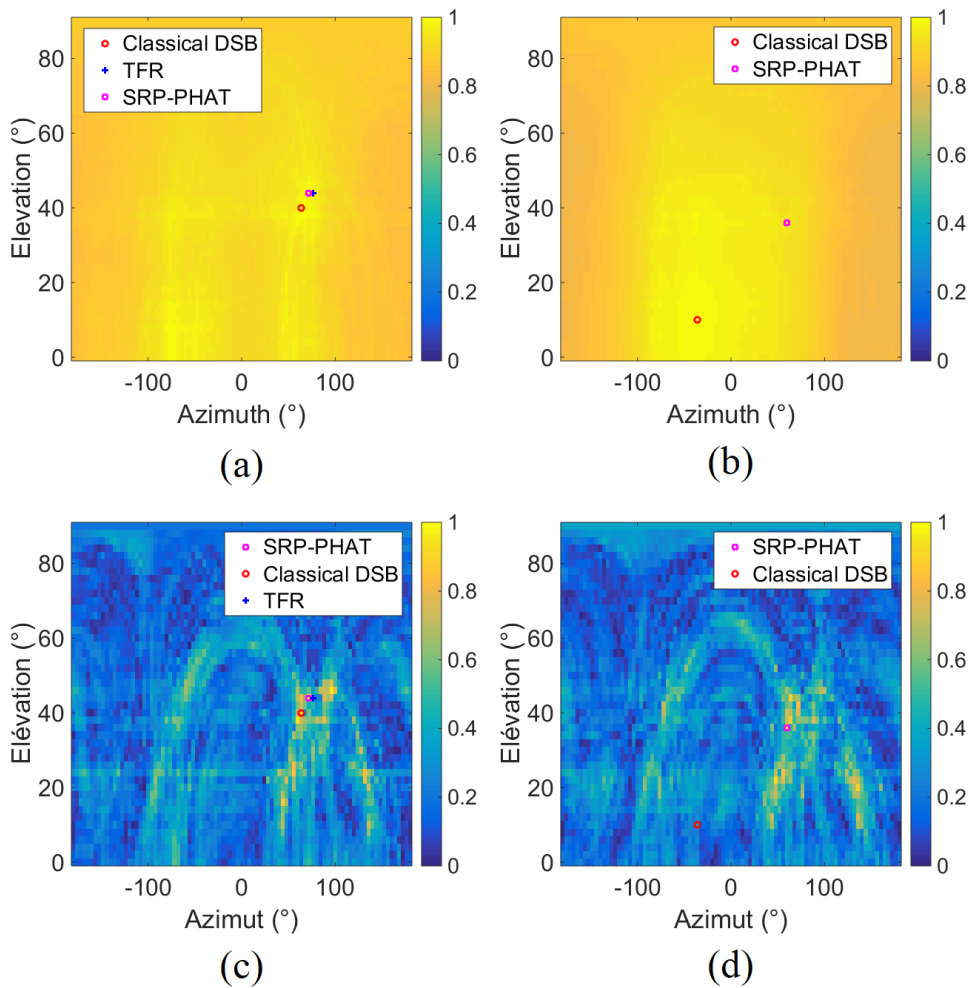 Classical DSB
TFR
SRP-PHAT
80
60
40
20
0
Elevation (°)
-100 0 100
Azimuth (°)
1
0.8
0.6
0.4
0.2
0
(a)
Classical DSB
SRP-PHAT
80
60
40
20
0
Elevation (°)
-100 0 100
Azimuth (°)
1
0.8
0.6
0.4
0.2
0
(b)
SRP-PHAT
Classical DSB
TFR
80
60
40
20
0
Elévation (°)
-100 0 100
Azimut (°)
1
0.8
0.6
0.4
0.2
0
(c)
SRP-PHAT
Classical DSB
80
60
40
20
0
Elévation (°)
-100 0 100
Azimut (°)
1
0.8
0.6
0.4
0.2
0
(d)